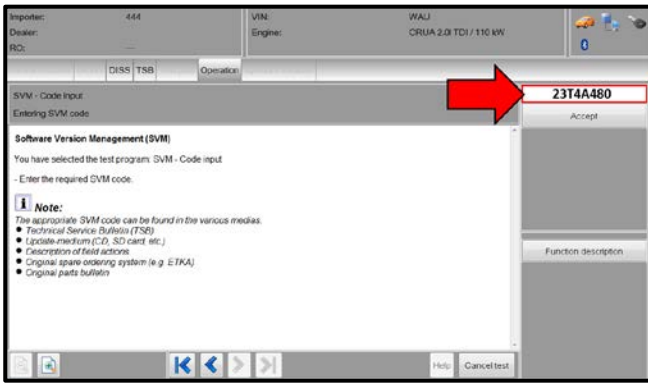 Importer: 444 VIN: WAU
Dealer: Engine: CRUA 2.0l TDI / 110 kW
RO: ---
DISS TSB Operation
SVM - Code input
Entering SVM code
23T4A480
Accept
Software Version Management (SVM)
You have selected the test program: SVM - Code input
- Enter the required SVM code.
i Note:
The appropriate SVM code can be found in the various medias.
● Technical Service Bulletin (TSB)
● Update-medium (CD, SD card, etc.)
● Description of field actions
● Original spare ordering system (e.g. ETKA)
● Original parts bulletin
Function description
Help Cancel test